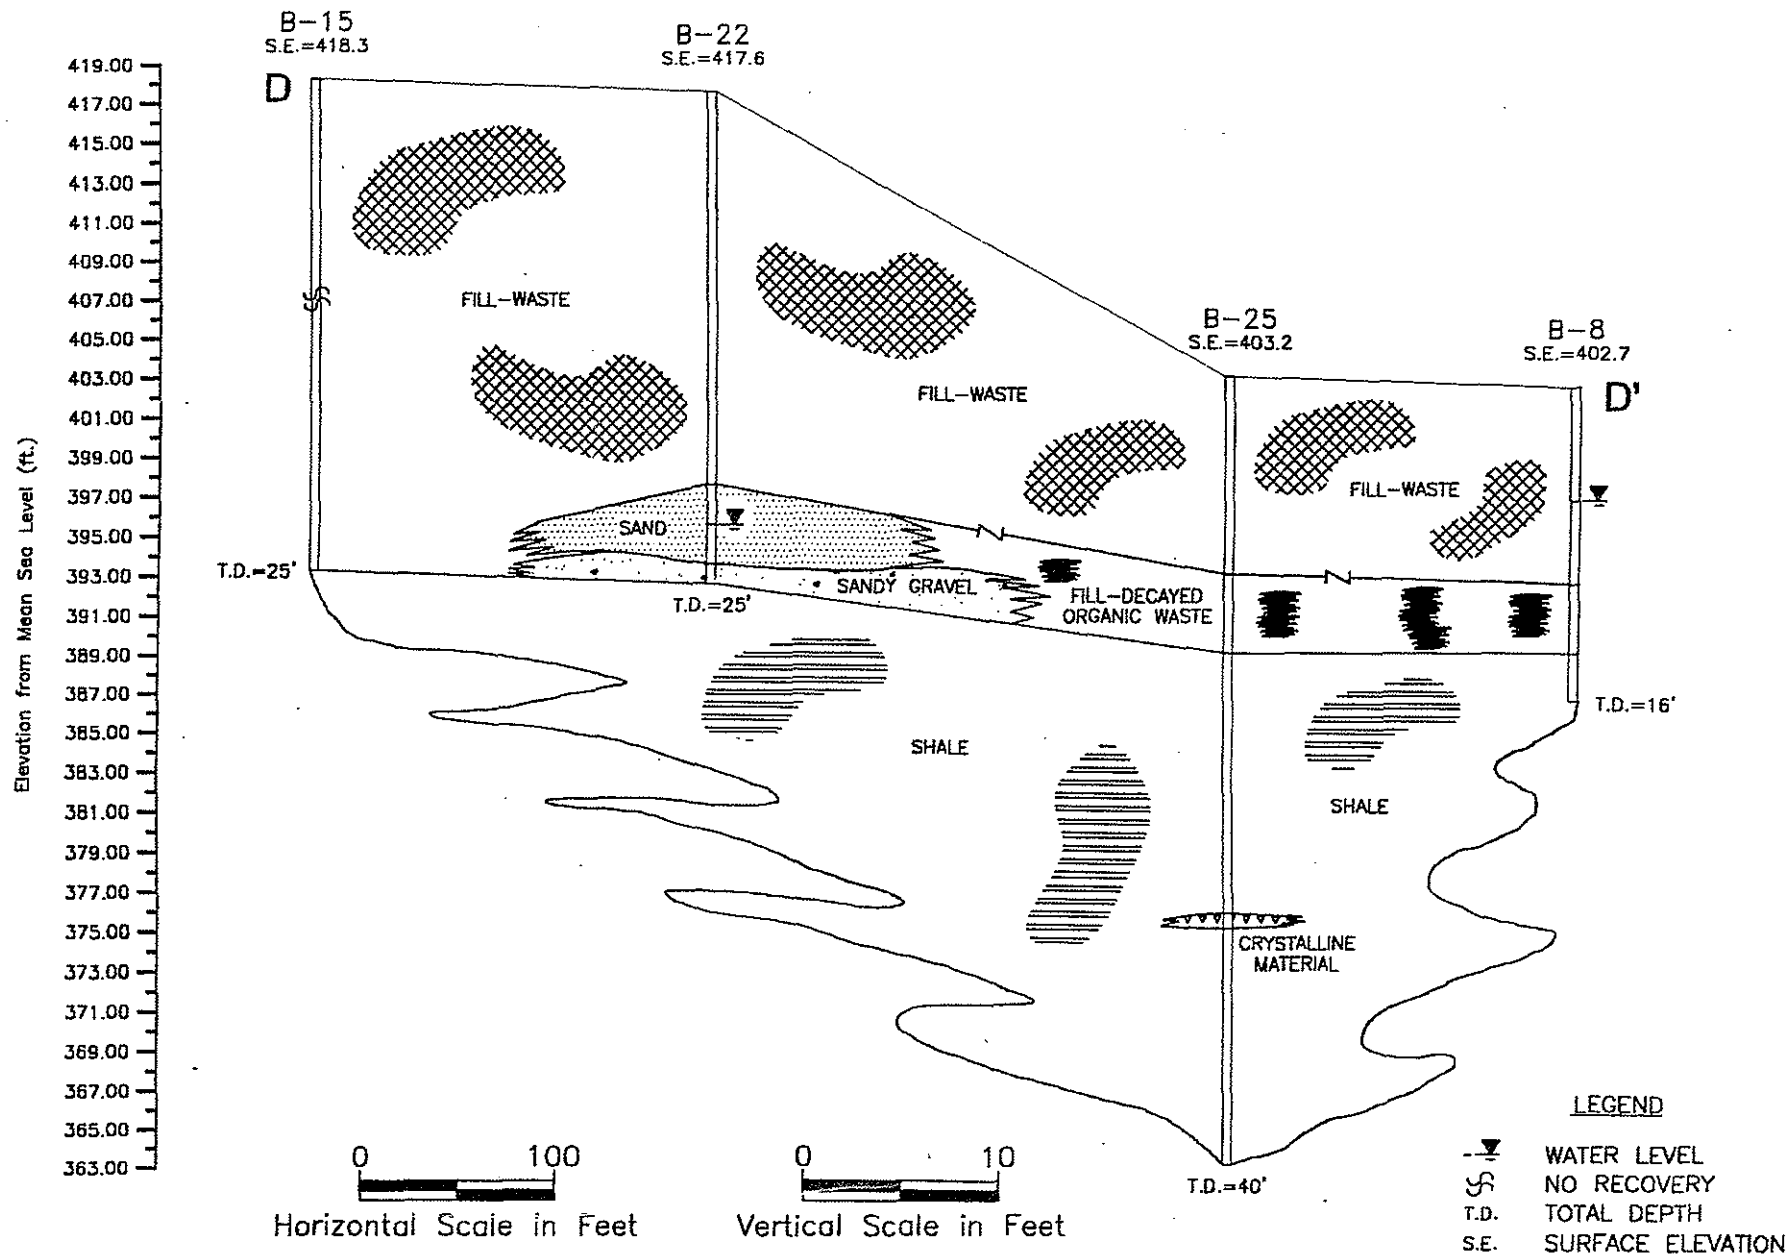 B-15
S.E.=418.3
B-22
S.E.=417.6
D
B-25
S.E.=403.2
B-8
S.E.=402.7
D'
Elevation from Mean Sea Level (ft.)
419.00
417.00
415.00
413.00
411.00
409.00
407.00
405.00
403.00
401.00
399.00
397.00
395.00
393.00
391.00
389.00
387.00
385.00
383.00
381.00
379.00
377.00
375.00
373.00
371.00
369.00
367.00
365.00
363.00
FILL-WASTE
FILL-WASTE
FILL-WASTE
SAND
SANDY GRAVEL
FILL-DECAYED
ORGANIC WASTE
T.D.=25'
T.D.=25'
T.D.=16'
SHALE
SHALE
CRYSTALLINE
MATERIAL
T.D.=40'
0 100
Horizontal Scale in Feet
0 10
Vertical Scale in Feet
LEGEND
WATER LEVEL
NO RECOVERY
T.D. TOTAL DEPTH
S.E. SURFACE ELEVATION